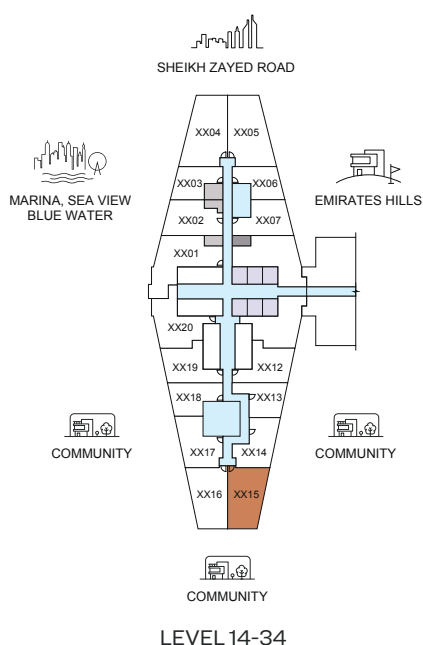 SHEIKH ZAYED ROAD
XX04 XX05
XX03 XX06
MARINA, SEA VIEW
BLUE WATER
EMIRATES HILLS
XX02 XX07
XX01
XX20
XX19 XX12
XX18 XX13
COMMUNITY COMMUNITY
XX17 XX14
XX16 XX15
COMMUNITY
LEVEL 14-34